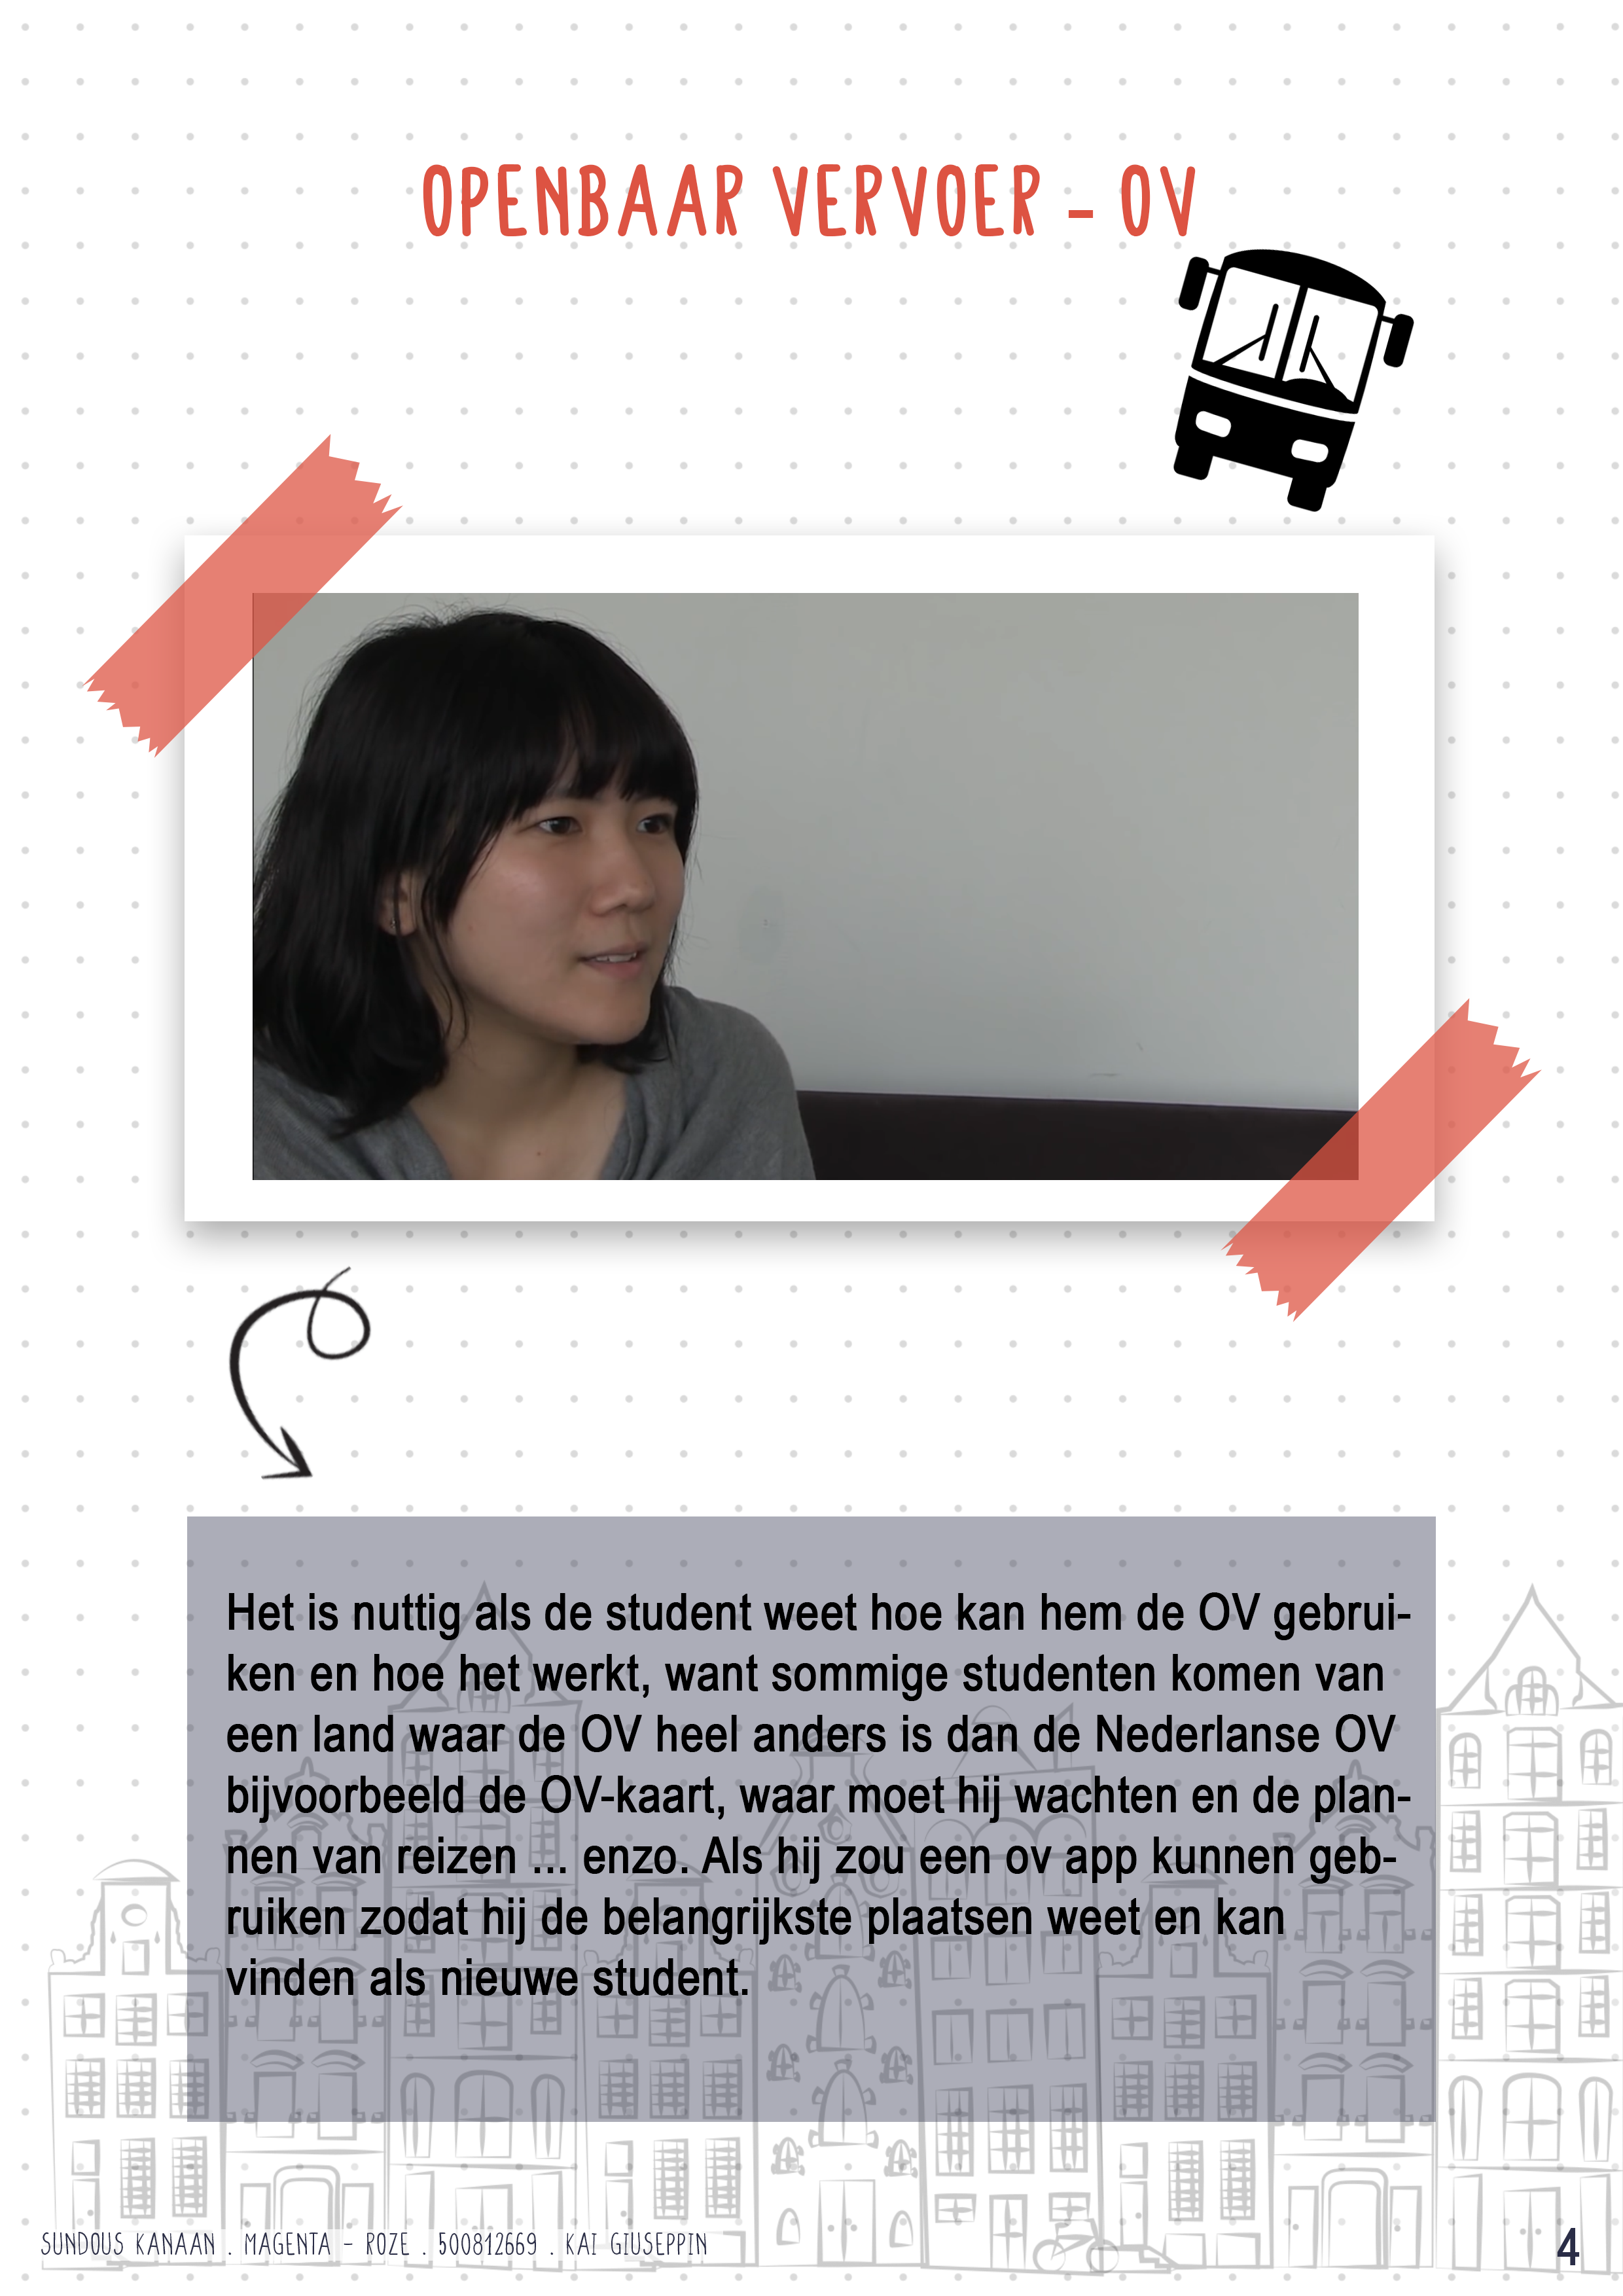 OPENBAAR VERVOER - OV
Het is nuttig als de student weet hoe kan hem de OV gebrui-
ken en hoe het werkt, want sommige studenten komen van
een land waar de OV heel anders is dan de Nederlanse OV
bijvoorbeeld de OV-kaart, waar moet hij wachten en de plan-
nen van reizen ... enzo. Als hij zou een ov app kunnen geb-
ruiken zodat hij de belangrijkste plaatsen weet en kan
vinden als nieuwe student.
SUNDOUS KANAAN . MAGENTA - ROZE . 500812669 . KAI GIUSEPPIN
4